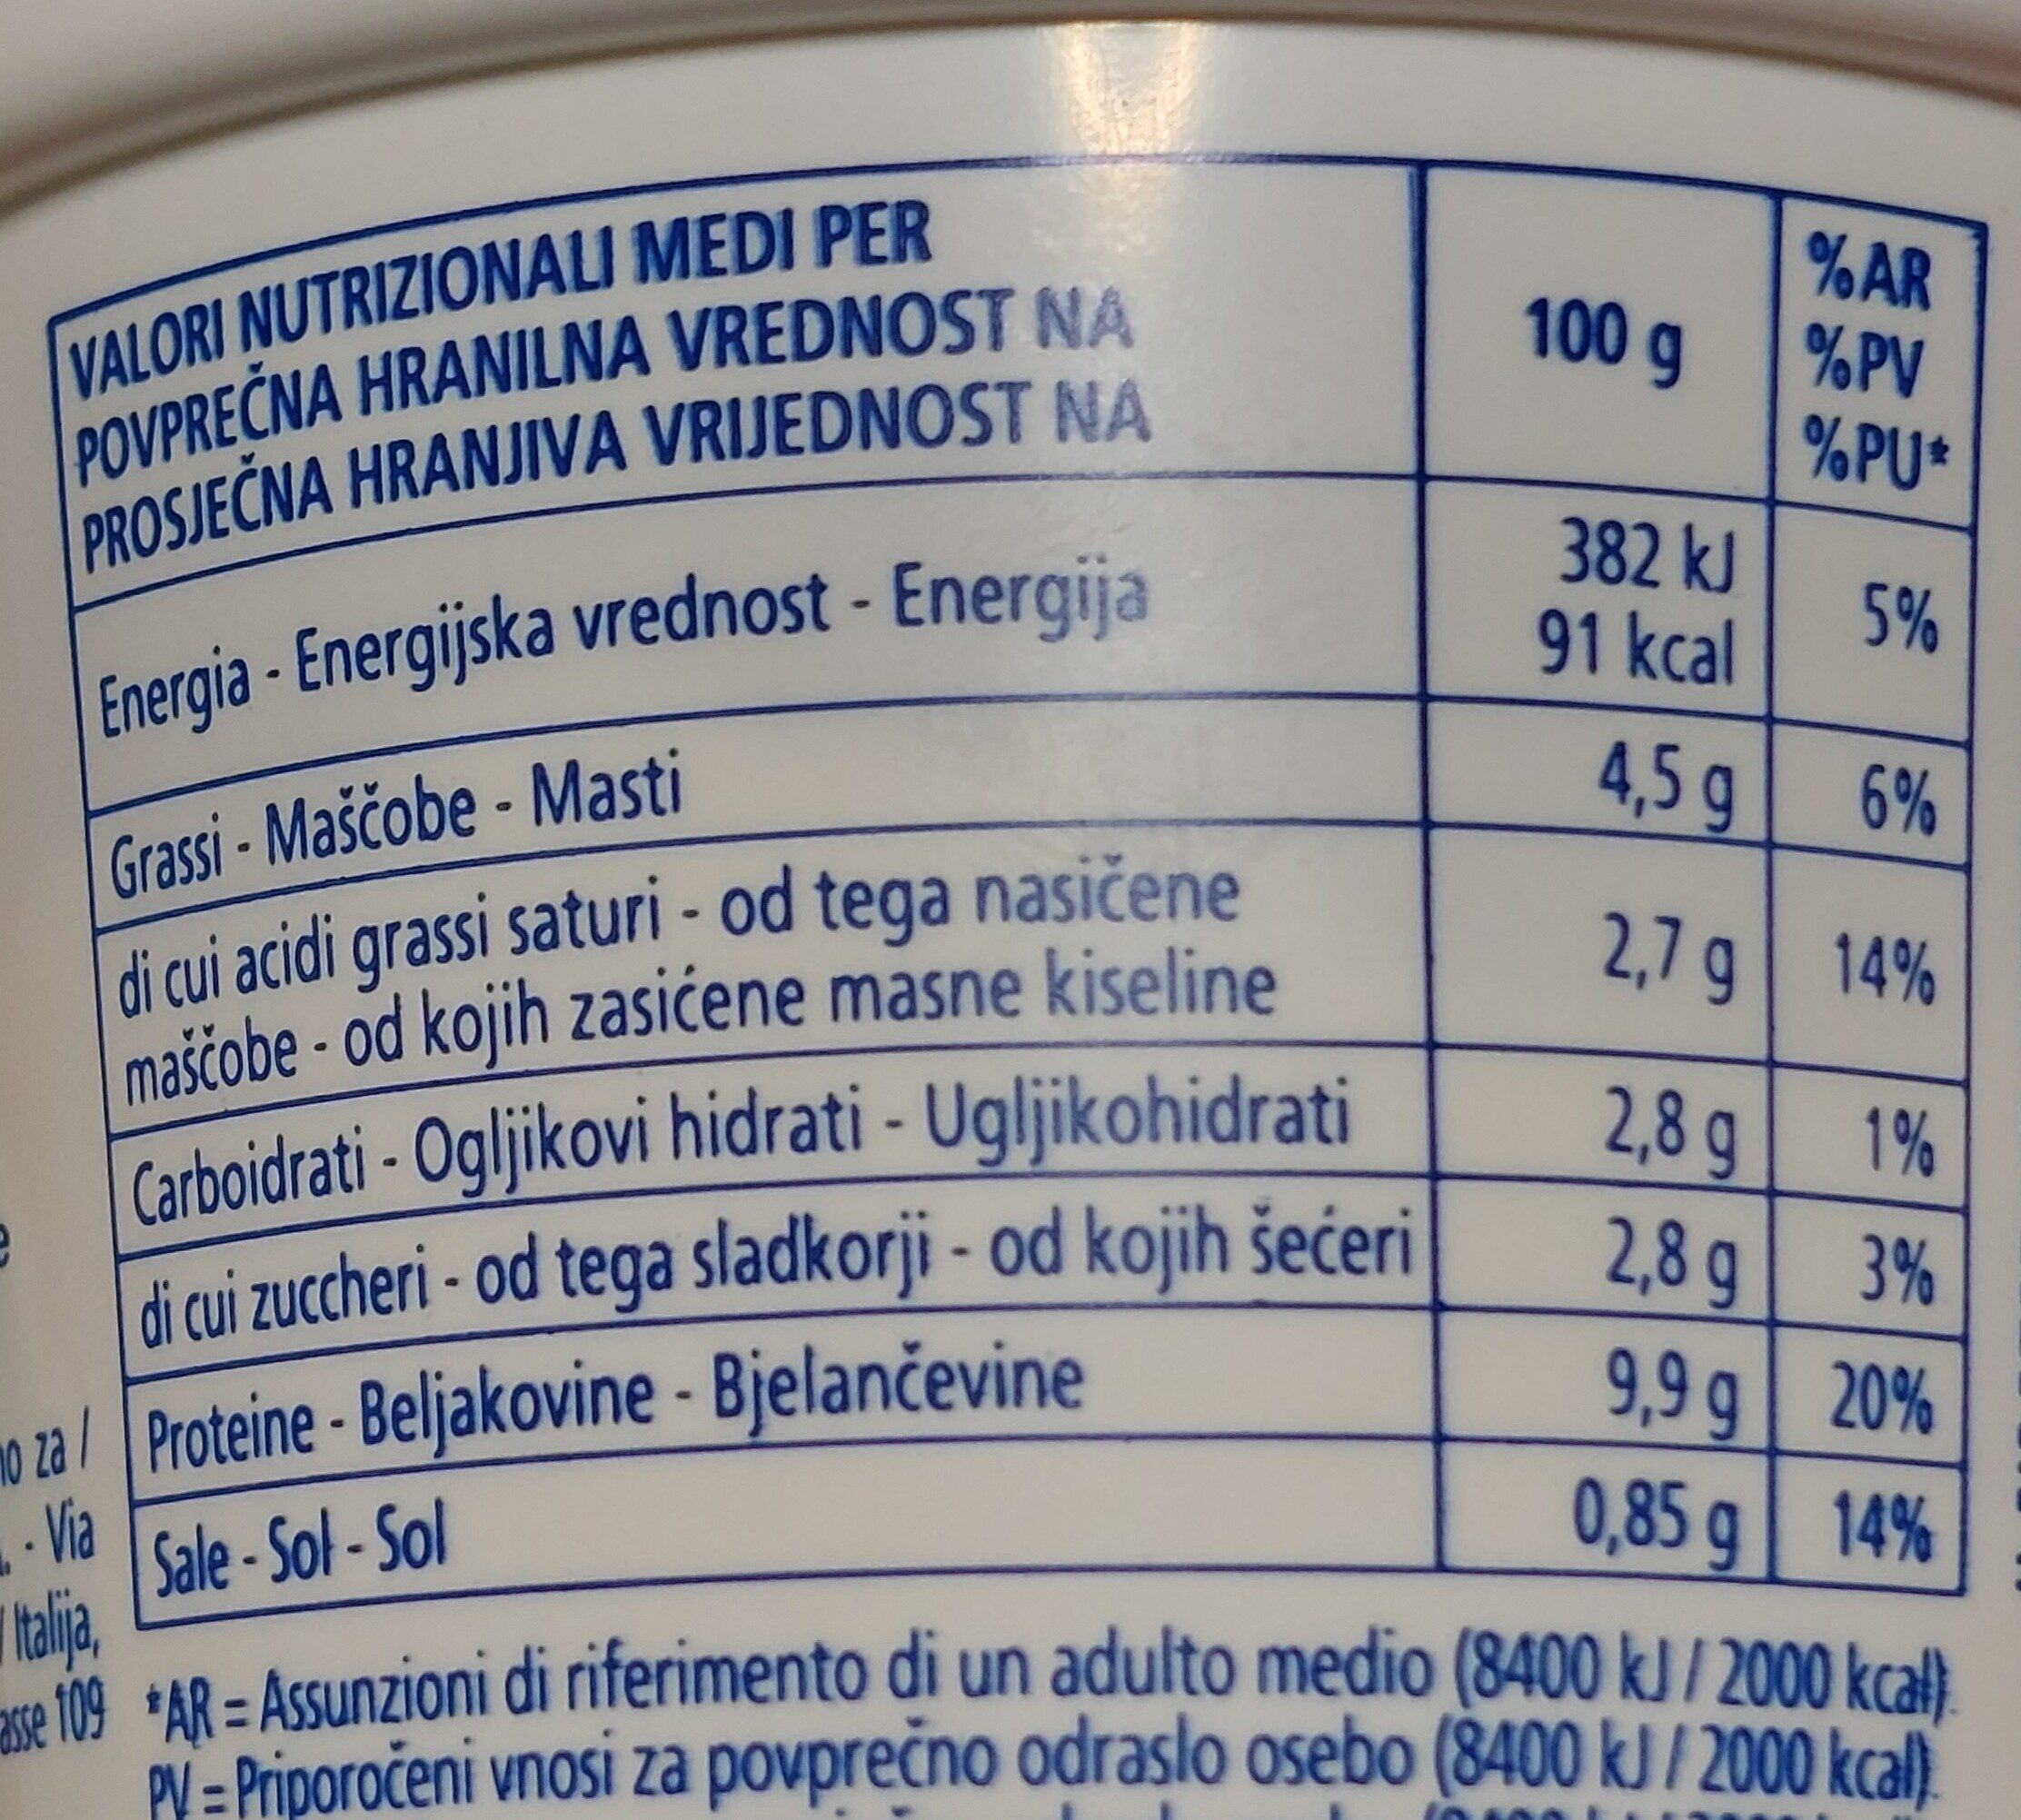 VALORI NUTRIZIONALI MEDI PER
POVPREČNA HRANILNA VREDNOST NA
PROSJEČNA HRANJIVA VRIJEDNOST NA
100 g
%AR
%PV
%PU*
Energia - Energijska vrednost - Energija
382 kJ
91 kcal
5%
Grassi - Maščobe - Masti 4,5 g 6%
di cui acidi grassi saturi - od tega nasičene
maščobe - od kojih zasićene masne kiseline
2,7 g 14%
Carboidrati - Ogljikovi hidrati - Ugljikohidrati 2,8 g 1%
di cui zuccheri - od tega sladkorji - od kojih šećeri 2,8 g 3%
Proteine - Beljakovine - Bjelančevine 9,9 g 20%
Sale - Sol - Sol 0,85 g 14%
*AR = Assunzioni di riferimento di un adulto medio (8400 kJ / 2000 kcal).
PV = Priporočeni vnosi za povprečno odraslo osebo (8400 kJ / 2000 kcal).
za /
- Via
/ Italija,
109